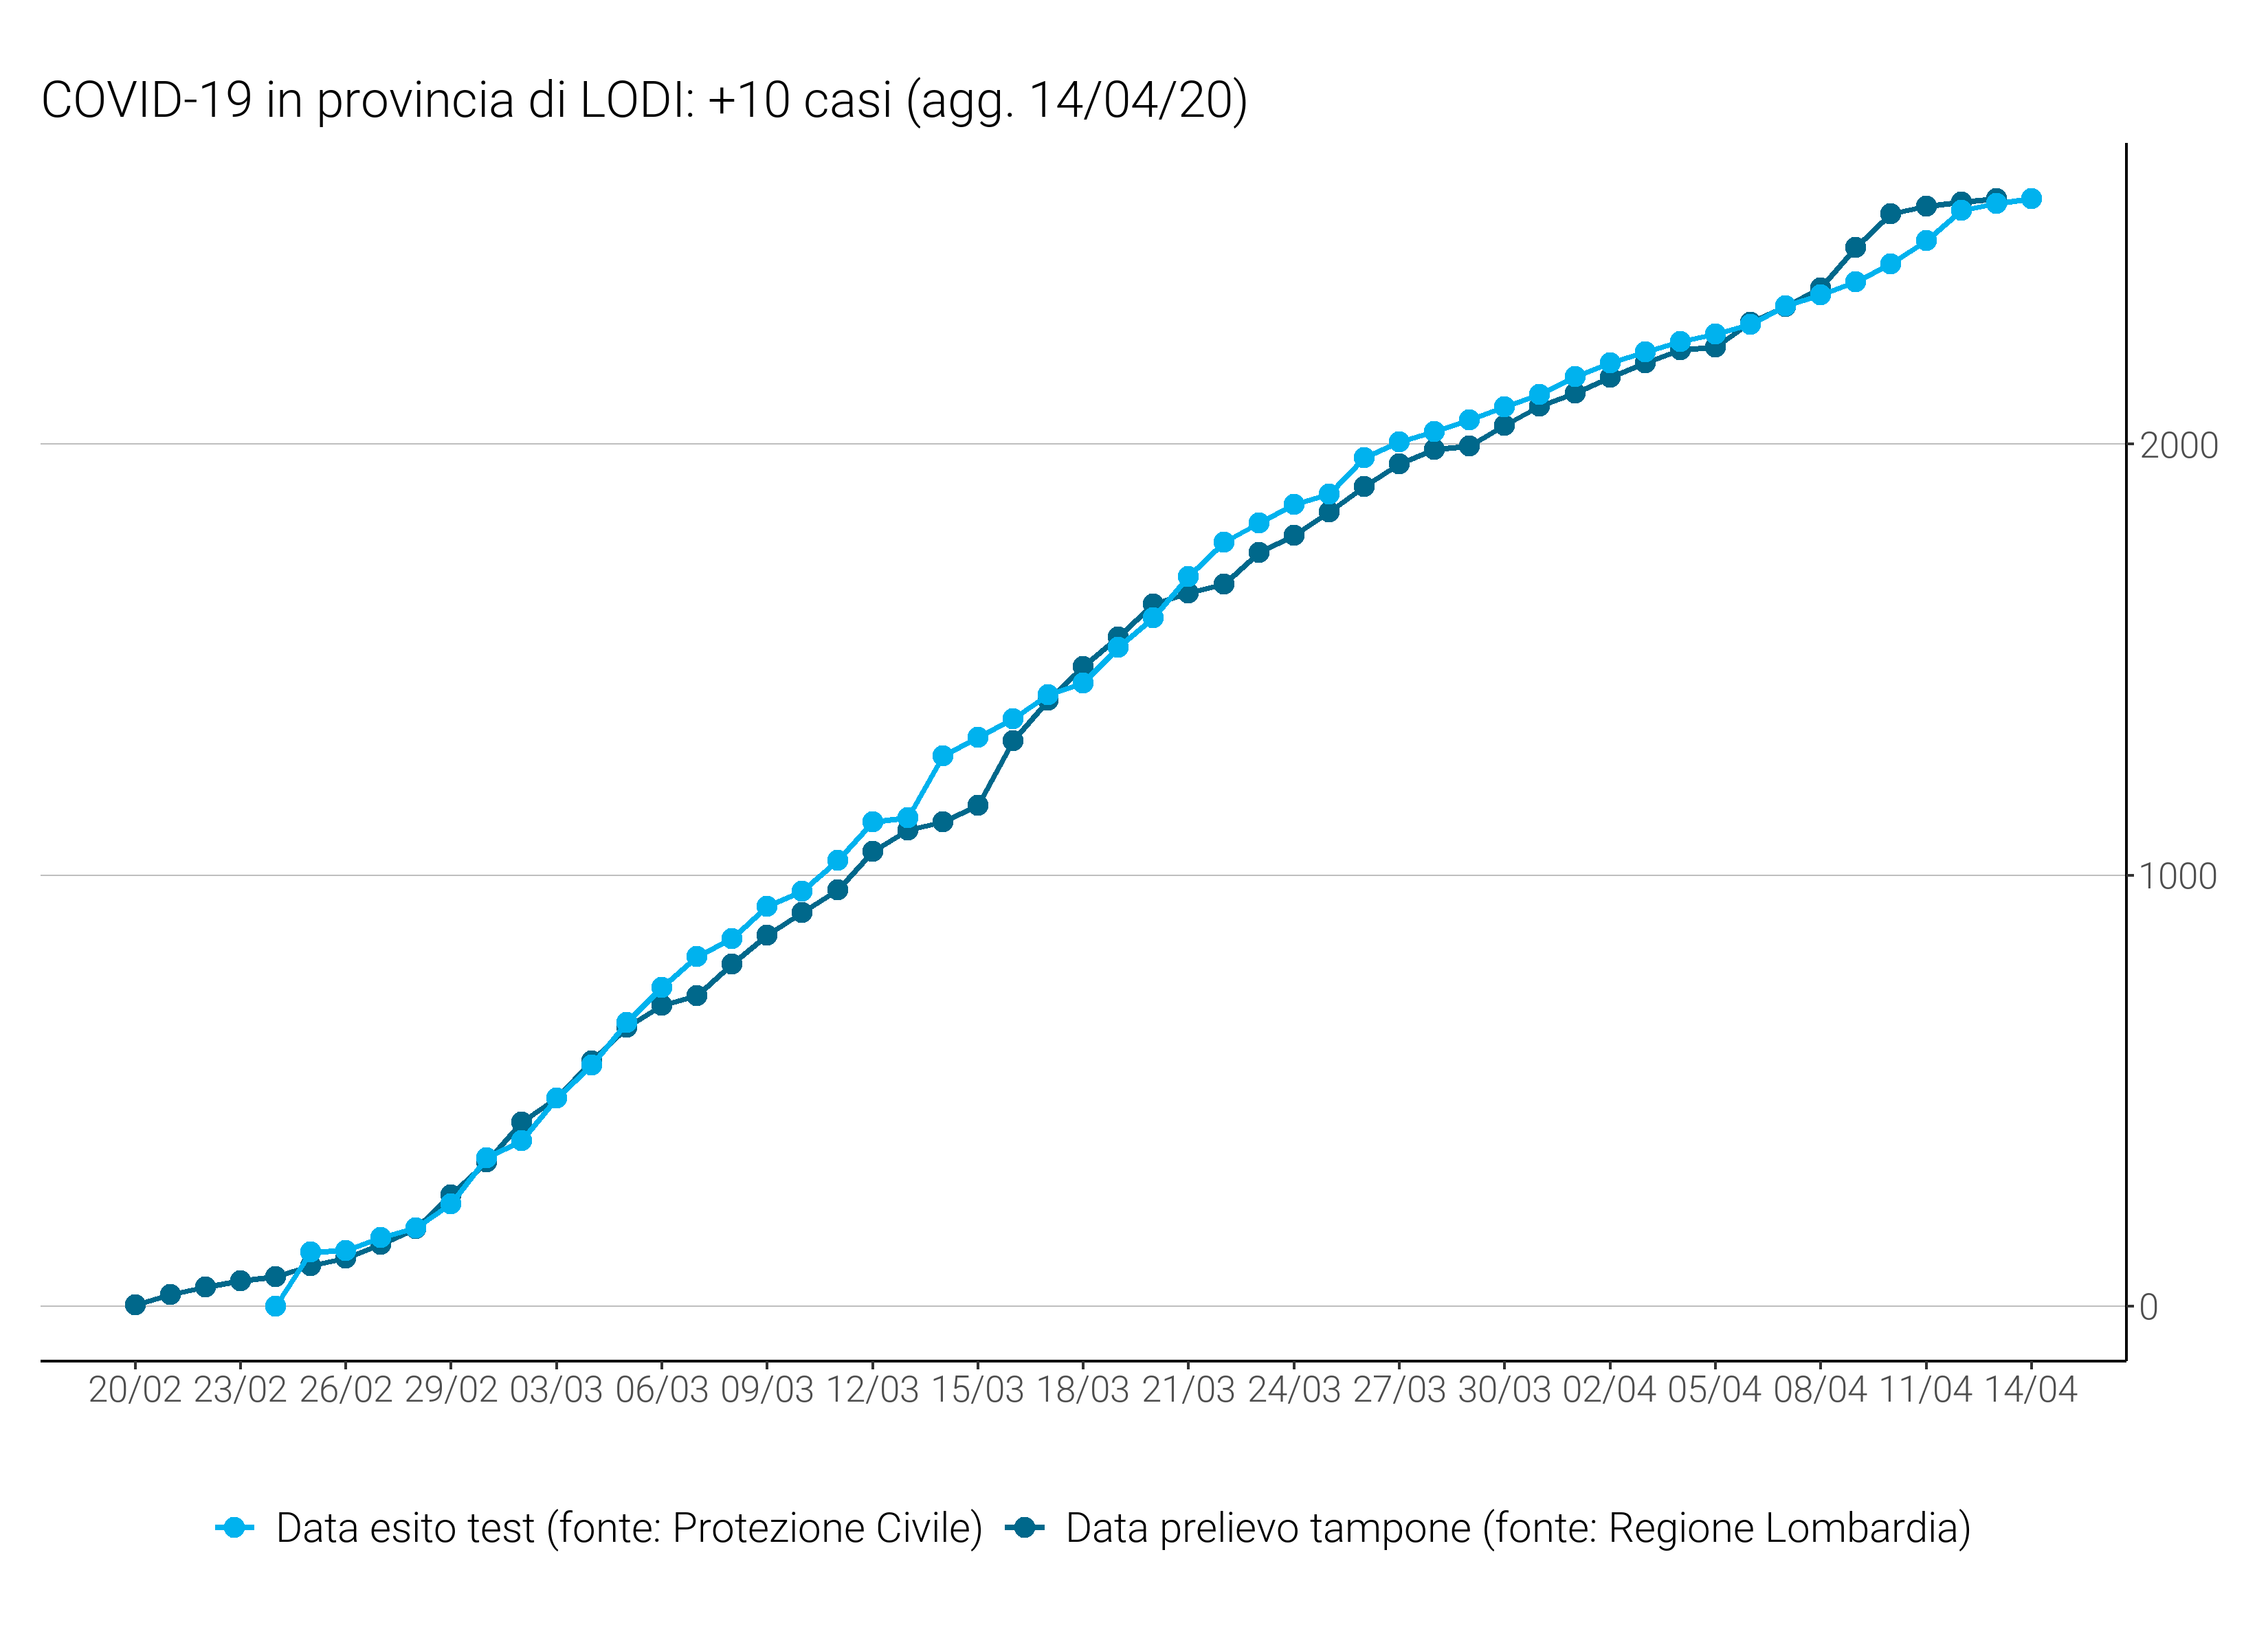 COVID-19 in provincia di LODI: +10 casi (agg. 14/04/20)
2000
1000
0
20/02 23/02 26/02 29/02 03/03 06/03 09/03 12/03 15/03 18/03 21/03 24/03 27/03 30/03 02/04 05/04 08/04 11/04 14/04
Data esito test (fonte: Protezione Civile) Data prelievo tampone (fonte: Regione Lombardia)